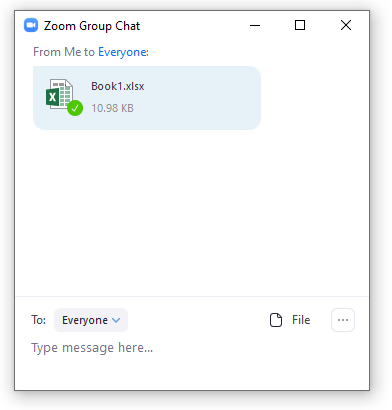 Zoom Group Chat
From Me to Everyone:
Book1.xlsx
10.98 KB
To: Everyone File
Type message here...